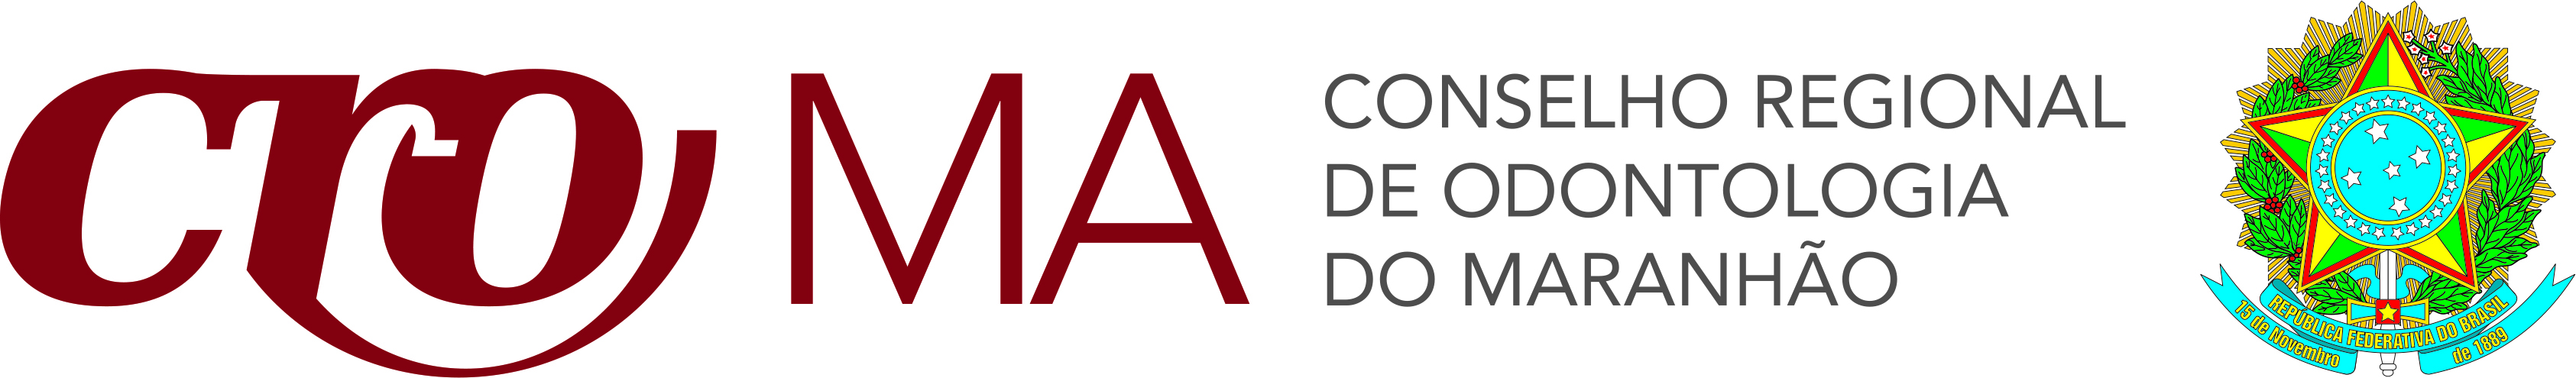 cro MA
CONSELHO REGIONAL
DE ODONTOLOGIA
DO MARANHÃO
REPÚBLICA FEDERATIVA DO BRASIL
15 de Novembro de 1889